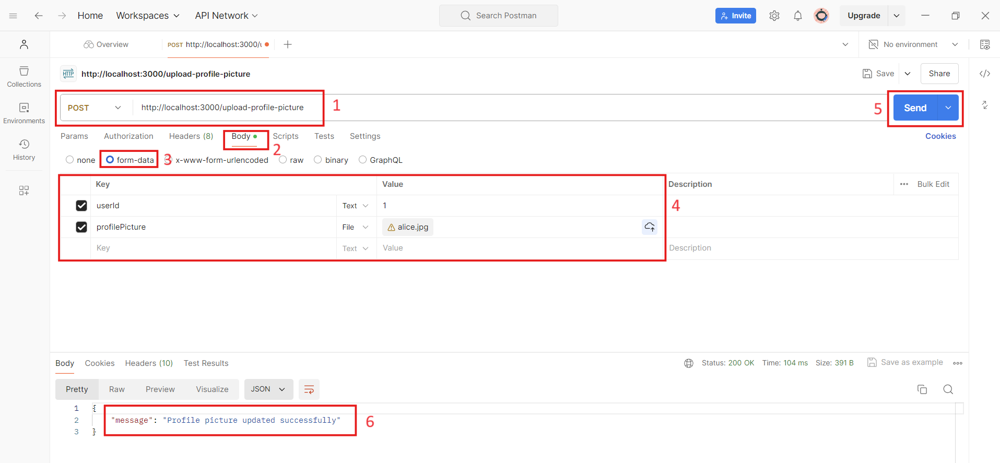 Home Workspaces API Network Search Postman Invite Upgrade
Overview POST http://localhost:3000/u No environment
HTTP http://localhost:3000/upload-profile-picture Save Share
Collections
Environments
History
POST http://localhost:3000/upload-profile-picture 1 5 Send
Params Authorization Headers (8) Body Scripts Tests Settings Cookies
2
none form-data 3 x-www-form-urlencoded raw binary GraphQL
Key Value Description Bulk Edit
userId Text 1 4
profilePicture File alice.jpg
Key Text Value Description
Body Cookies Headers (10) Test Results Status: 200 OK Time: 104 ms Size: 391 B Save as example
Pretty Raw Preview Visualize JSON
1 {
2 "message": "Profile picture updated successfully" 6
3 }